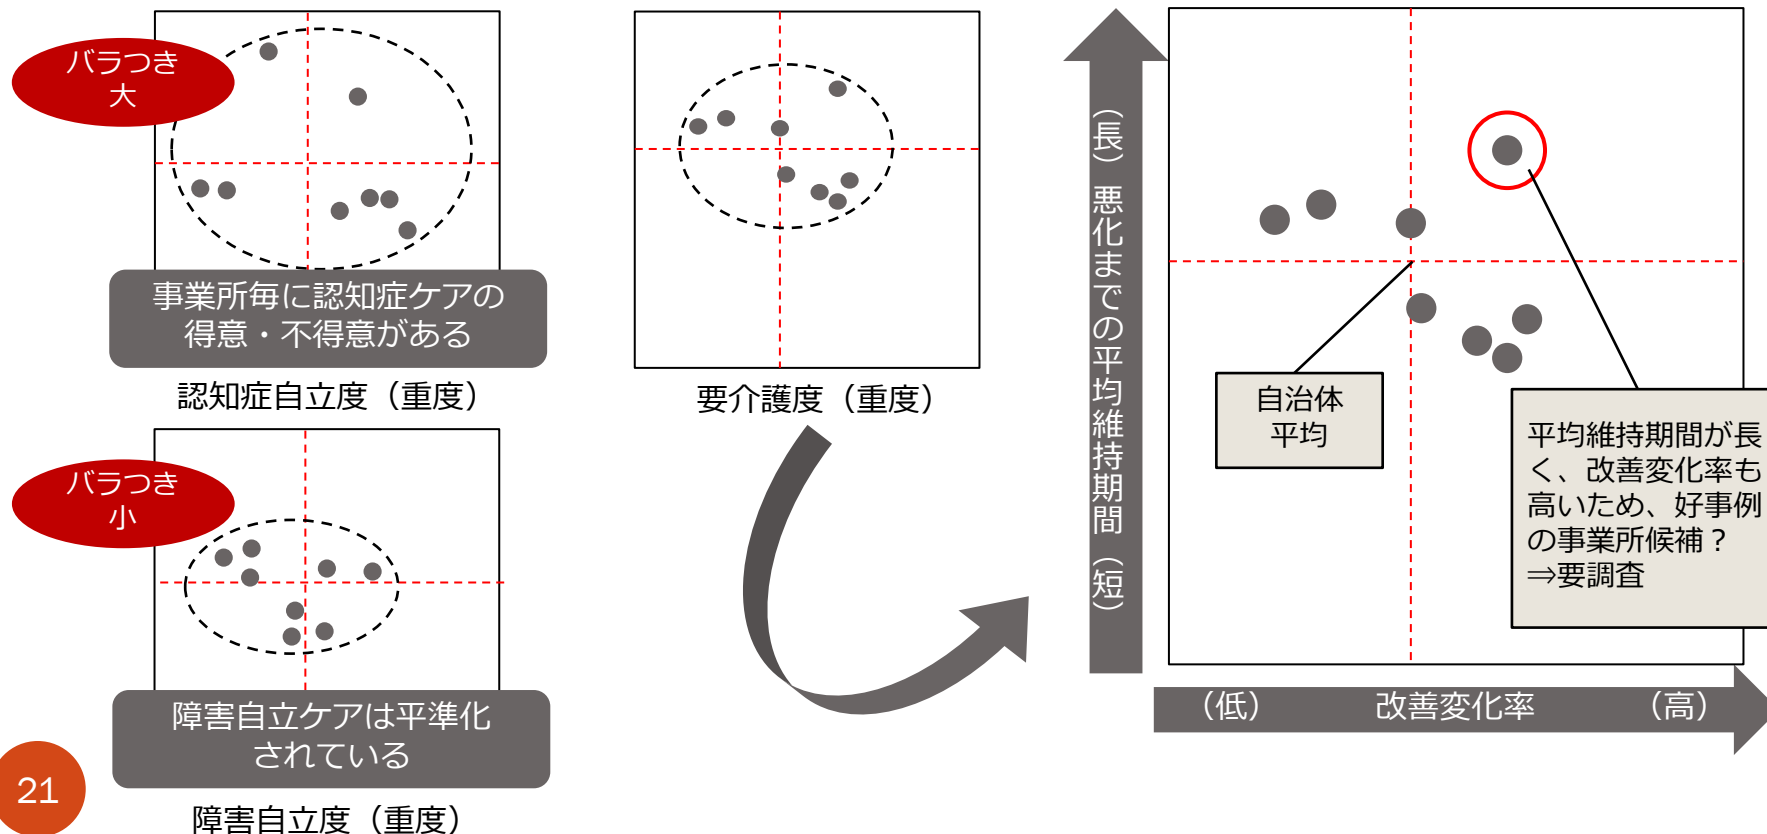 バラつき
大
事業所毎に認知症ケアの
得意・不得意がある
認知症自立度（重度）
バラつき
小
障害自立ケアは平準化
されている
障害自立度（重度）
要介護度（重度）
（長）悪化までの平均維持期間（短）
自治体
平均
平均維持期間が長
く、改善変化率も
高いため、好事例
の事業所候補？
⇒要調査
（低）　改善変化率　（高）
21